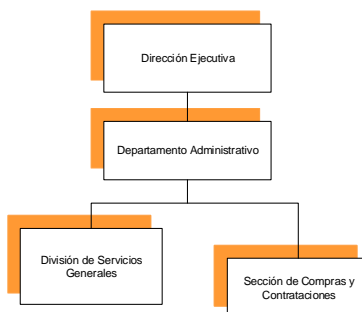 Dirección Ejecutiva
Departamento Administrativo
División de Servicios
Generales
Sección de Compras y
Contrataciones